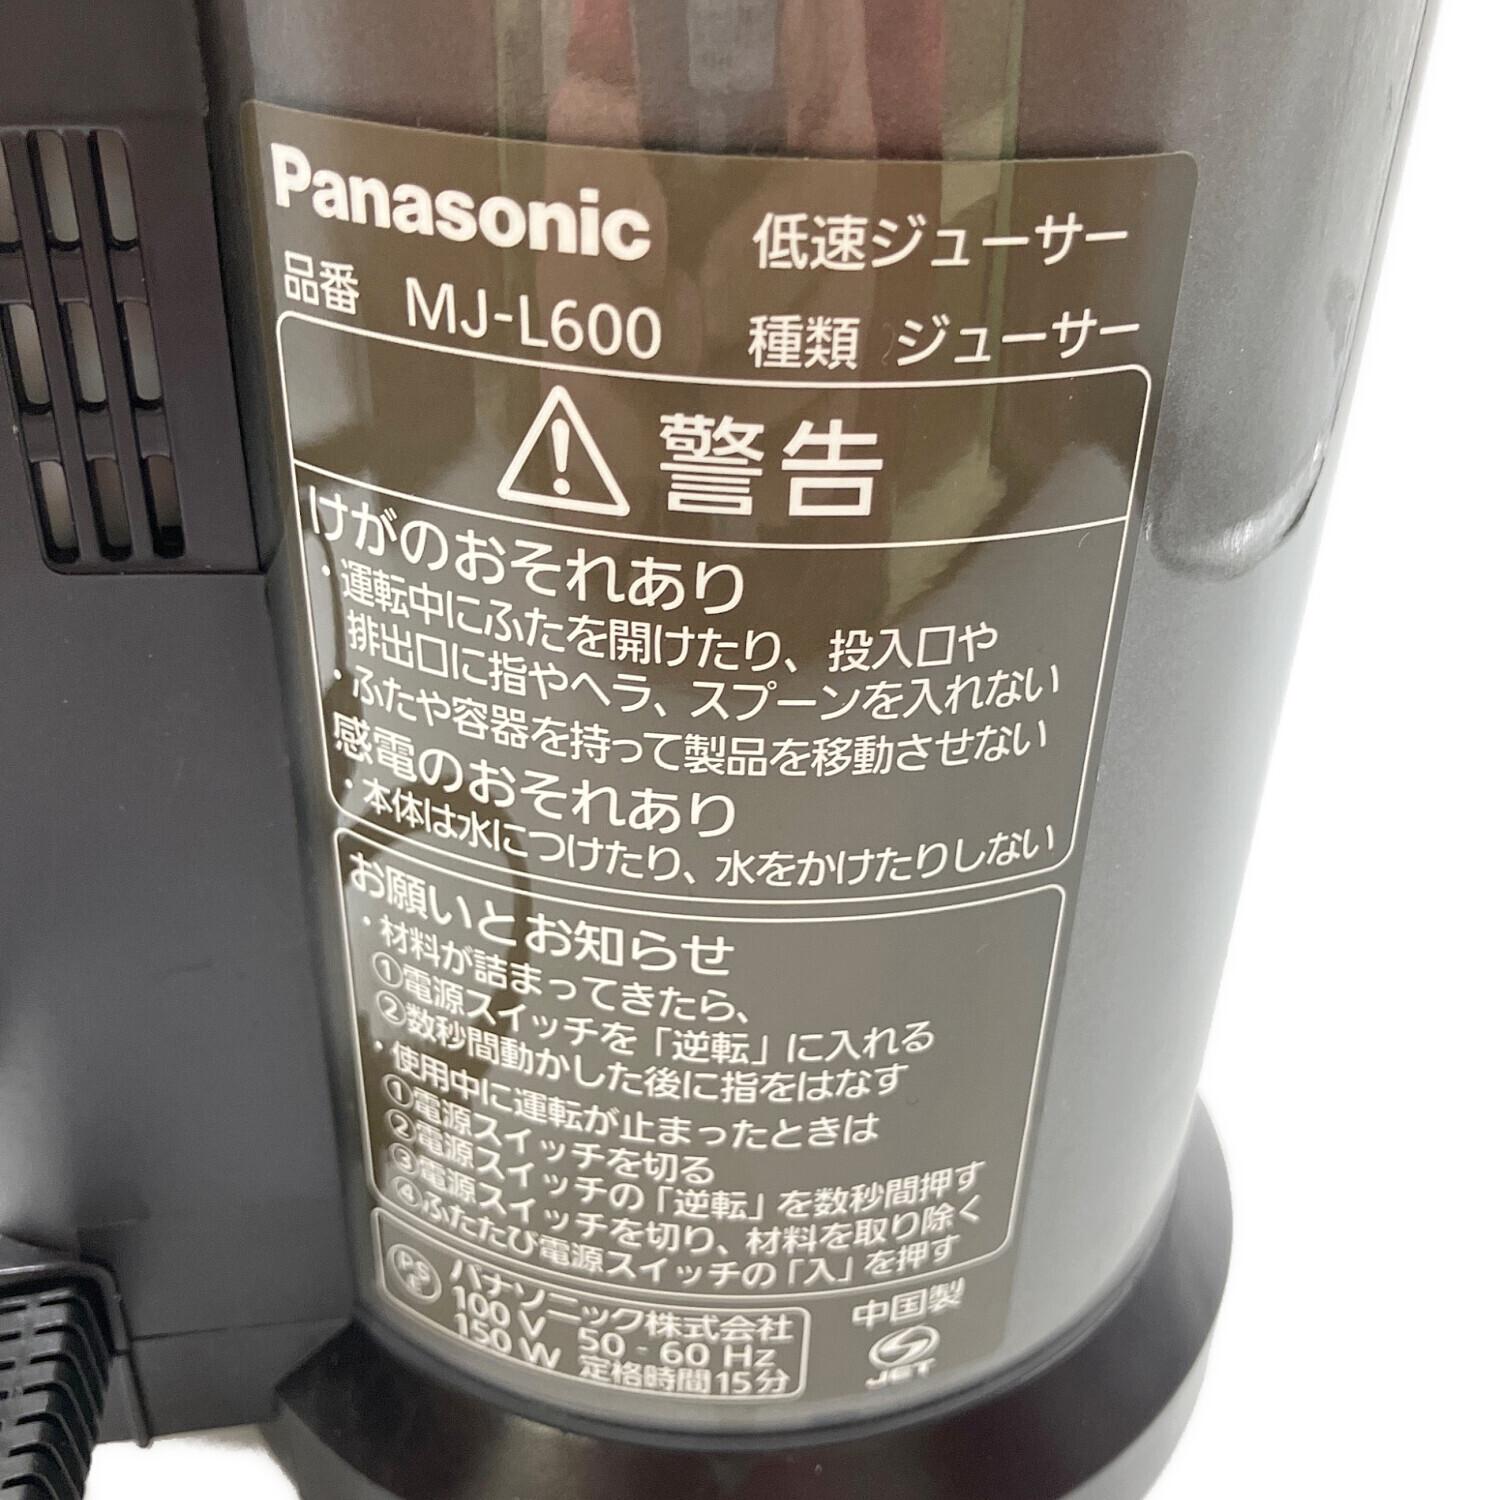 Panasonic 低速ジューサー
品番 MJ-L600 種類 ジューサー
警告
けがのおそれあり
・運転中にふたを開けたり、投入口や
排出口に指やヘラ、スプーンを入れない
・ふたや容器を持って製品を移動させない
感電のおそれあり
・本体は水につけたり、水をかけたりしない
お願いとお知らせ
・材料が詰まってきたら、
①電源スイッチを「逆転」に入れる
②数秒間動かした後に指をはなす
・使用中に運転が止まったときは
①電源スイッチを切る
②電源スイッチの「逆転」を数秒間押す
③電源スイッチを切り、材料を取り除く
④ふたたび電源スイッチの「入」を押す
PSE パナソニック株式会社
100V 50-60Hz
150W 定格時間15分
中国製
JET